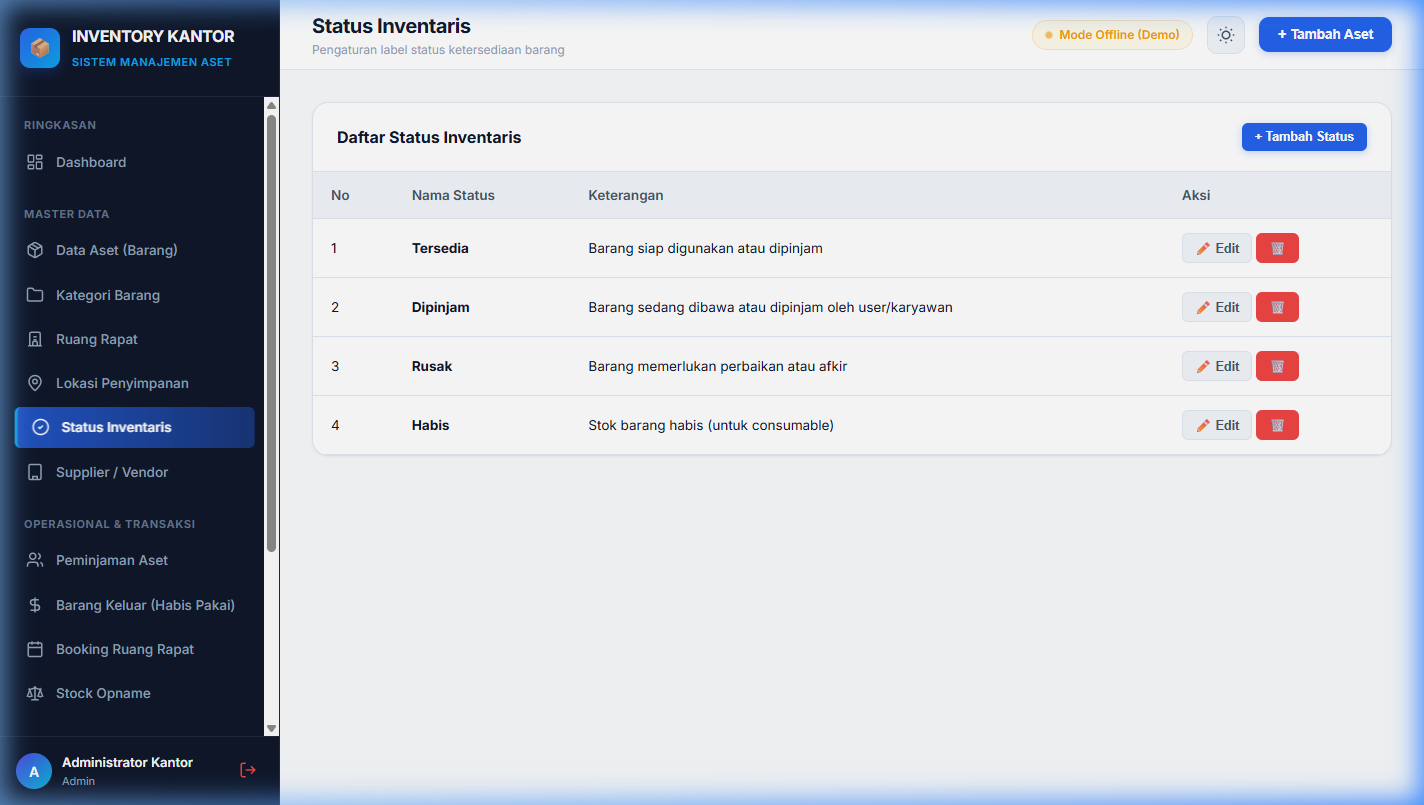 INVENTORY KANTOR
SISTEM MANAJEMEN ASET
RINGKASAN
Dashboard
MASTER DATA
Data Aset (Barang)
Kategori Barang
Ruang Rapat
Lokasi Penyimpanan
Status Inventaris
Supplier / Vendor
OPERASIONAL & TRANSAKSI
Peminjaman Aset
Barang Keluar (Habis Pakai)
Booking Ruang Rapat
Stock Opname
A
Administrator Kantor
Admin
Status Inventaris
Pengaturan label status ketersediaan barang
Mode Offline (Demo)
+ Tambah Aset
Daftar Status Inventaris
+ Tambah Status
No Nama Status Keterangan Aksi
1 Tersedia Barang siap digunakan atau dipinjam Edit
2 Dipinjam Barang sedang dibawa atau dipinjam oleh user/karyawan Edit
3 Rusak Barang memerlukan perbaikan atau afkir Edit
4 Habis Stok barang habis (untuk consumable) Edit